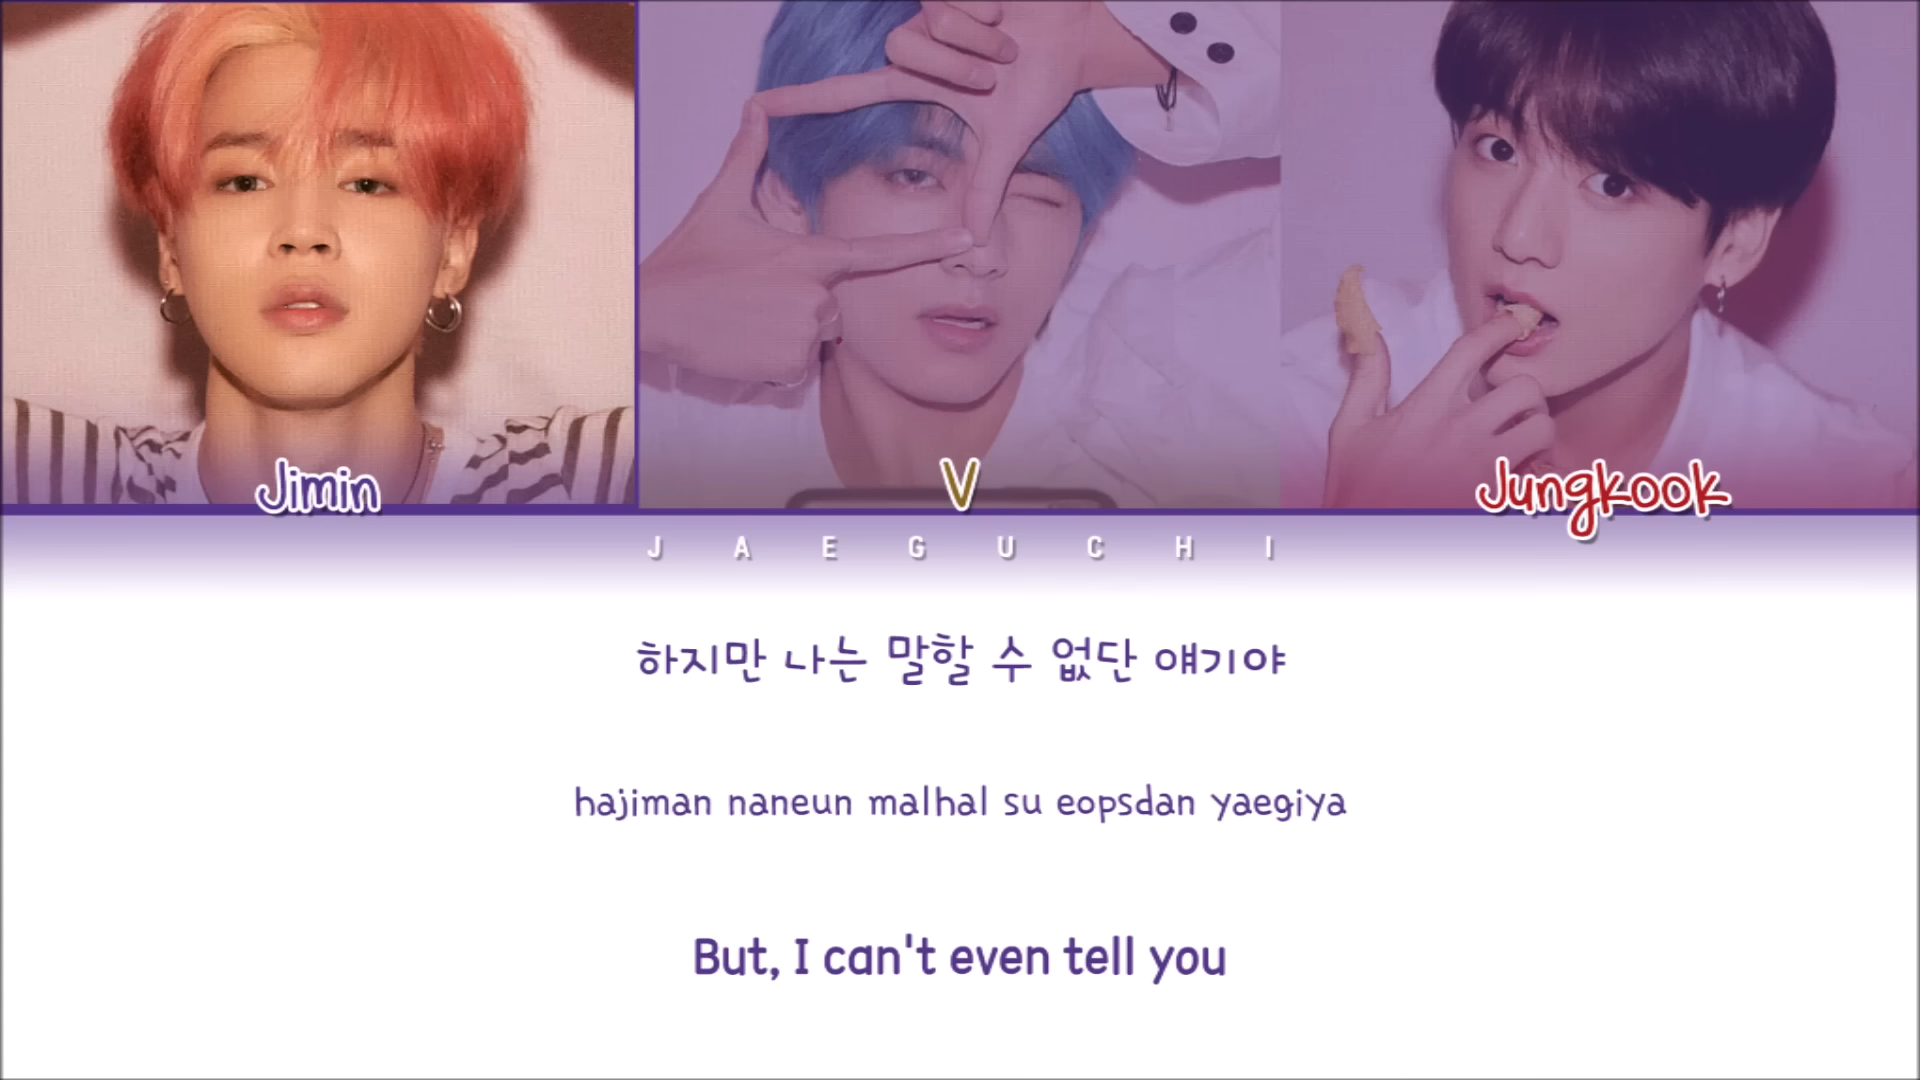 Jimin V Jungkook
JAEGUCHI
하지만 나는 말할 수 없단 얘기야
hajiman naneun malhal su eopsdan yaegiya
But, I can't even tell you